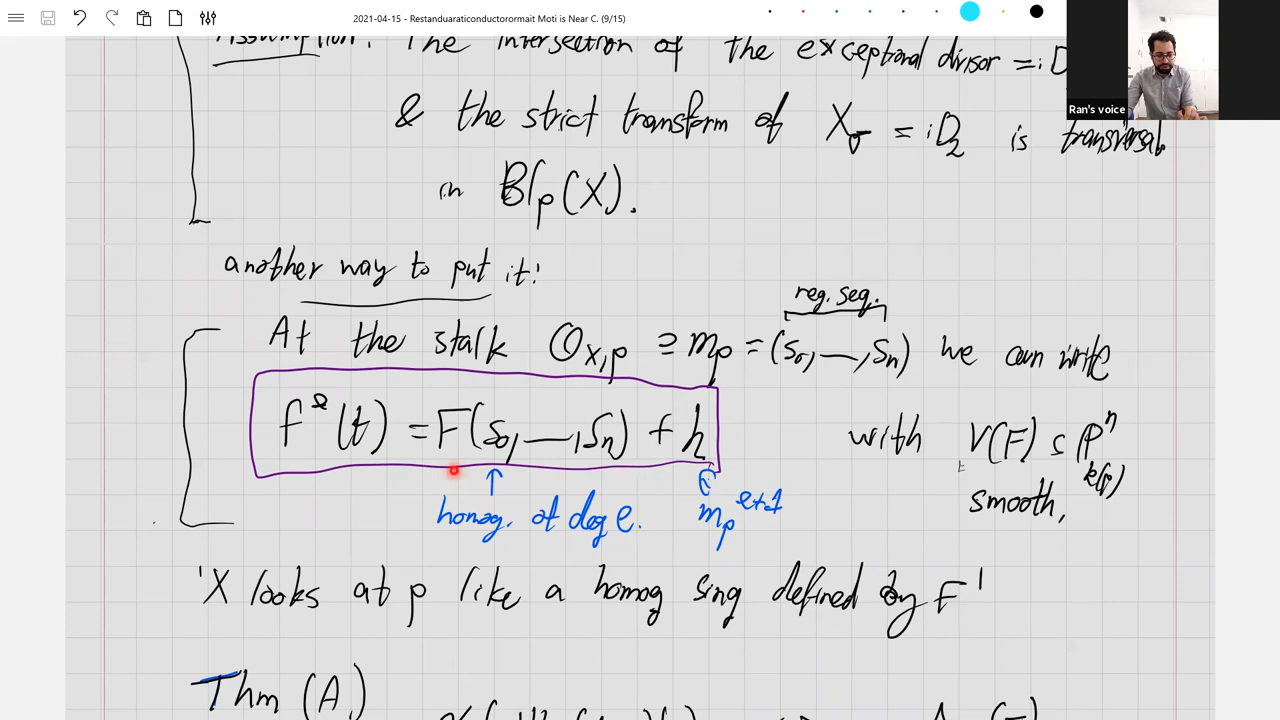 2021-04-15 - Restanduaraticonductorormait Moti is Near C. (9/15)
Ran's voice
Assumption: The intersection of the exceptional divisor =: D
& the strict transform of X_σ =: D_2 is transversal
in Bl_p(X).
another way to put it:
reg. seq.
At the stalk O_{X,p} ⊇ m_p = (s_0, —, s_n) we can write
f^*(t) = F(s_0, —, s_n) + h
with V(F) ⊆ P^n_{k(p)}
smooth,
homog. of deg e.
m_p^{e+1}
'X looks at p like a homog sing defined by F'
Thm (A)